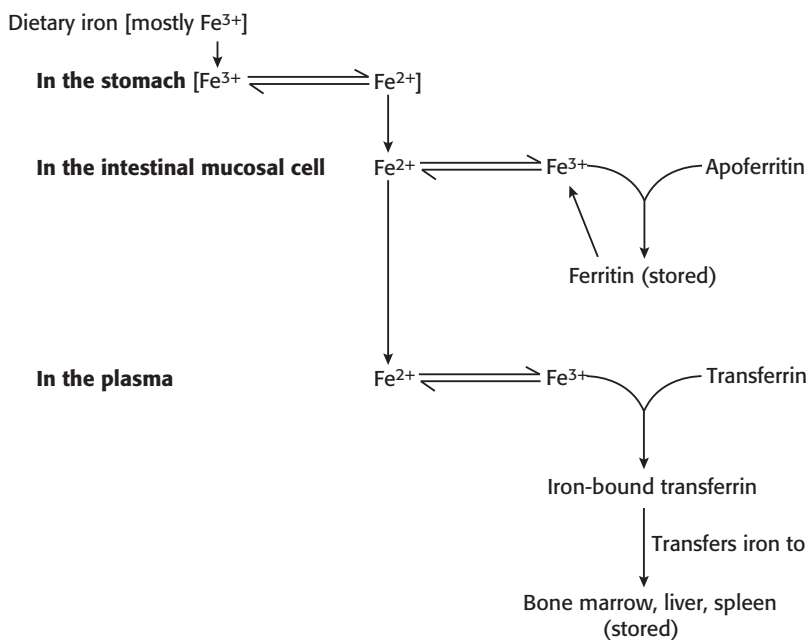 Dietary iron [mostly Fe³⁺]
In the stomach [Fe³⁺ Fe²⁺]
In the intestinal mucosal cell Fe²⁺ Fe³⁺ Apoferritin
Ferritin (stored)
In the plasma Fe²⁺ Fe³⁺ Transferrin
Iron-bound transferrin
Transfers iron to
Bone marrow, liver, spleen
(stored)